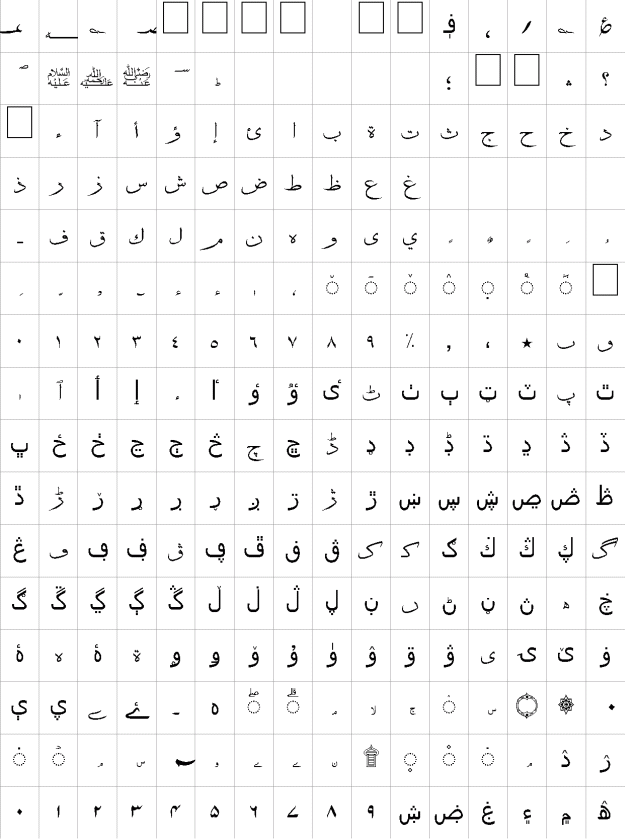 ؋ ، ؍ ؎ ؏
؛ ؞ ؟
ء آ أ ؤ إ ئ ا ب ة ت ث ج ح خ د
ذ ر ز س ش ص ض ط ظ ع غ
ـ ف ق ك ل م ن ه و ى ي ً ٌ ٍ َ ُ
ِ ّ ْ ٓ ٔ ٕ ٖ ٗ ٘ ٙ ٚ ٛ ٜ ٝ ٞ
٠ ١ ٢ ٣ ٤ ٥ ٦ ٧ ٨ ٩ ٪ ٫ ٬ ٭ ٮ ٯ
ٰ ٱ ٲ ٳ ٴ ٵ ٶ ٷ ٸ ٹ ٺ ٻ ټ ٽ پ ٿ
ڀ ځ ڂ ڃ ڄ څ چ ڇ ڈ ډ ڊ ڋ ڌ ڍ ڎ ڏ
ڐ ڑ ڒ ړ ڔ ڕ ږ ڗ ژ ڙ ښ ڛ ڜ ڝ ڞ ڟ
ڠ ڡ ڢ ڣ ڤ ڥ ڦ ڧ ڨ ک ڪ ګ ڬ ڭ ڮ گ
ڰ ڱ ڲ ڳ ڴ ڵ ڶ ڷ ڸ ڹ ں ڻ ڼ ڽ ھ ڿ
ۀ ہ ۂ ۃ ۄ ۅ ۆ ۇ ۈ ۉ ۊ ۋ ی ۍ ێ ۏ
ې ۑ ے ۓ ۔ ە ۖ ۗ ۘ ۙ ۚ ۛ ۜ ۝ ۞ ۟
۠ ۡ ۢ ۣ ۤ ۥ ۦ ۧ ۨ ۩ ۪ ۫ ۬ ۭ ۮ ۯ
۰ ۱ ۲ ۳ ۴ ۵ ۶ ۷ ۸ ۹ ۺ ۻ ۼ ۽ ۾ ۿ